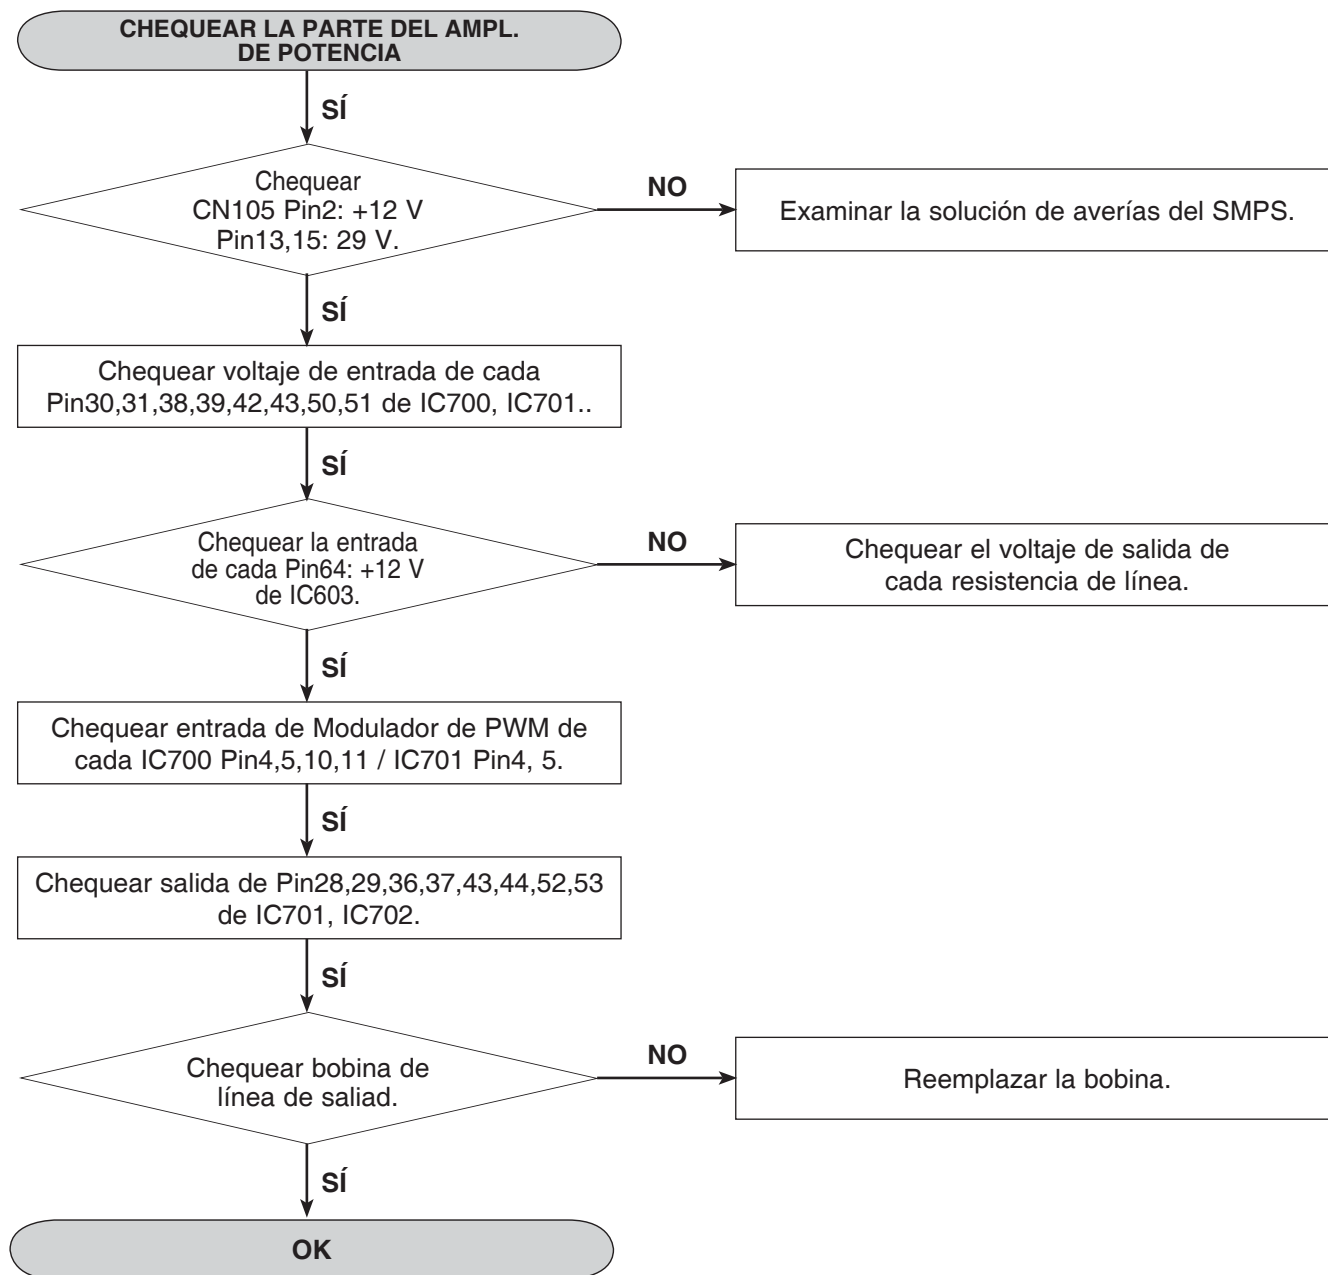 CHEQUEAR LA PARTE DEL AMPL.
DE POTENCIA
SÍ
Chequear
CN105 Pin2: +12 V
Pin13,15: 29 V.
NO
Examinar la solución de averías del SMPS.
SÍ
Chequear voltaje de entrada de cada
Pin30,31,38,39,42,43,50,51 de IC700, IC701..
SÍ
Chequear la entrada
de cada Pin64: +12 V
de IC603.
NO
Chequear el voltaje de salida de
cada resistencia de línea.
SÍ
Chequear entrada de Modulador de PWM de
cada IC700 Pin4,5,10,11 / IC701 Pin4, 5.
SÍ
Chequear salida de Pin28,29,36,37,43,44,52,53
de IC701, IC702.
SÍ
Chequear bobina de
línea de saliad.
NO
Reemplazar la bobina.
SÍ
OK